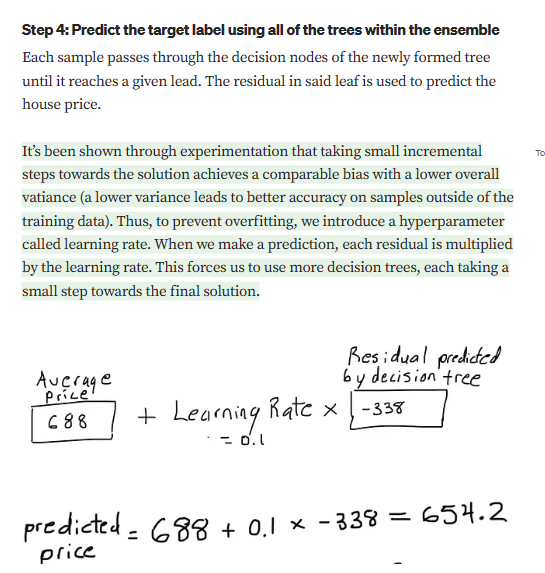 Step 4: Predict the target label using all of the trees within the ensemble
Each sample passes through the decision nodes of the newly formed tree
until it reaches a given lead. The residual in said leaf is used to predict the
house price.
It's been shown through experimentation that taking small incremental
steps towards the solution achieves a comparable bias with a lower overall
vatiance (a lower variance leads to better accuracy on samples outside of the
training data). Thus, to prevent overfitting, we introduce a hyperparameter
called learning rate. When we make a prediction, each residual is multiplied
by the learning rate. This forces us to use more decision trees, each taking a
small step towards the final solution.
To
Average
Price
688
+ Learning Rate ×
= 0.1
Residual predicted
by decision tree
-338
predicted = 688 + 0.1 × -338 = 654.2
price